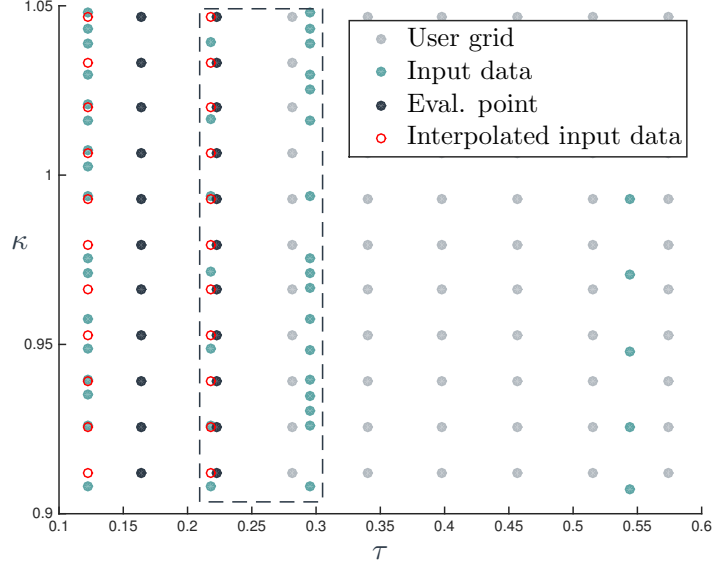 1.05
User grid
Input data
Eval. point
Interpolated input data
1
κ
0.95
0.9
0.1 0.15 0.2 0.25 0.3 0.35 0.4 0.45 0.5 0.55 0.6
τ